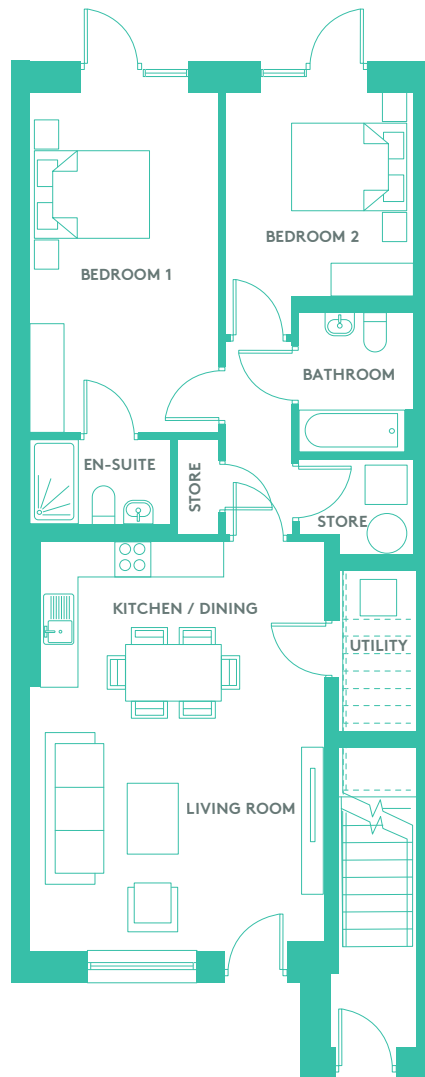 BEDROOM 2
BEDROOM 1
BATHROOM
EN-SUITE
STORE
STORE
KITCHEN / DINING
UTILITY
LIVING ROOM